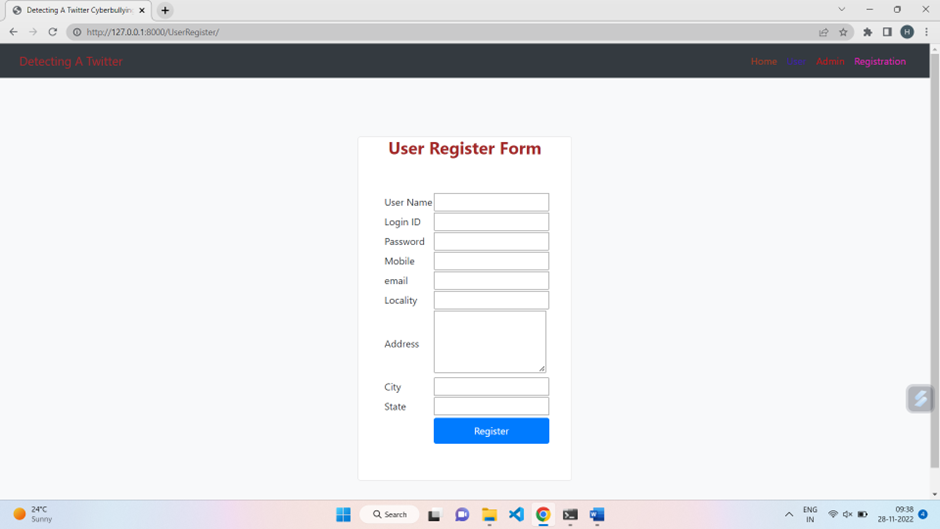 Detecting A Twitter Cyberbullying
http://127.0.0.1:8000/UserRegister/
H
Detecting A Twitter
Home
Admin
Registration
User Register Form
User Name
Login ID
Password
Mobile
email
Locality
Address
City
State
Register
24°C
Sunny
Search
ENG
IN
09:38
28-11-2022
4